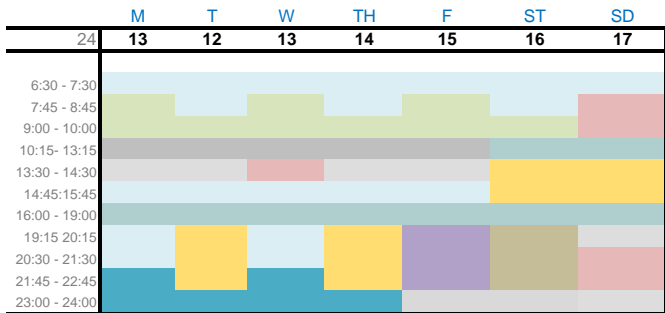 M T W TH F ST SD
24 13 12 13 14 15 16 17
6:30 - 7:30
7:45 - 8:45
9:00 - 10:00
10:15- 13:15
13:30 - 14:30
14:45:15:45
16:00 - 19:00
19:15 20:15
20:30 - 21:30
21:45 - 22:45
23:00 - 24:00